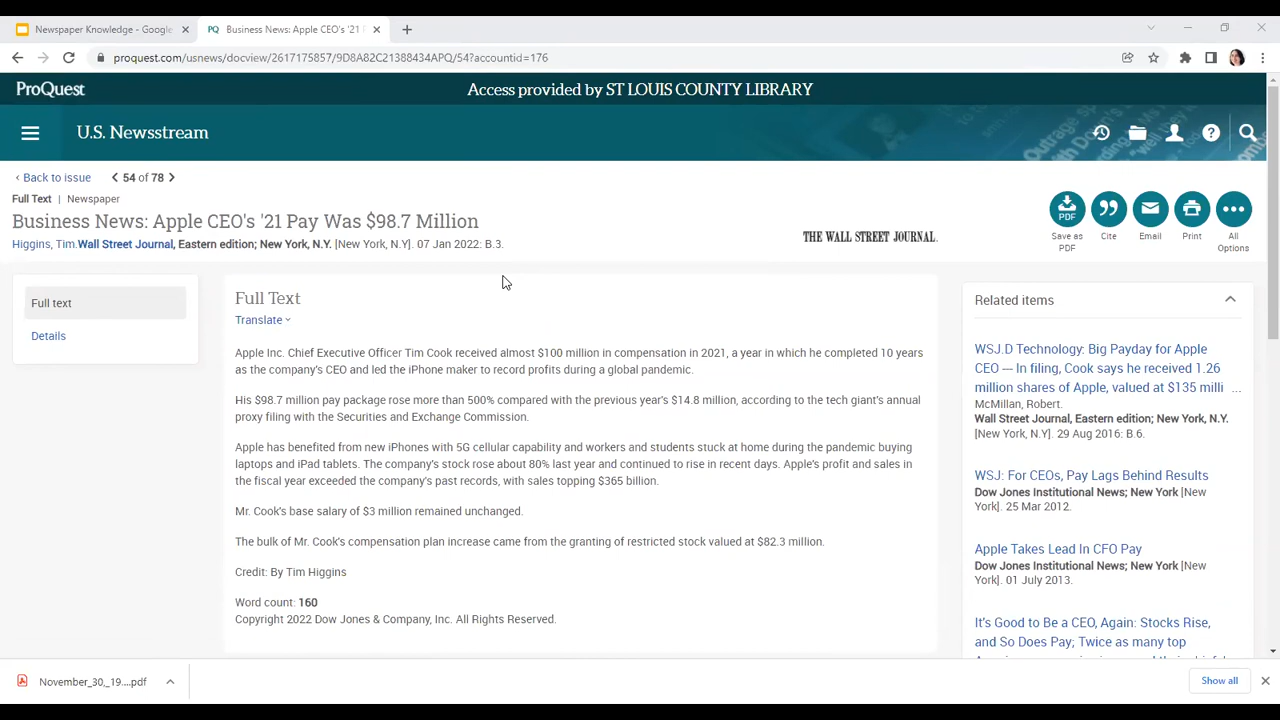 Newspaper Knowledge - Google
Business News: Apple CEO's '21 P
proquest.com/usnews/docview/2617175857/9D8A82C21388434APQ/54?accountid=176
ProQuest
Access provided by ST LOUIS COUNTY LIBRARY
U.S. Newsstream
‹ Back to issue
54 of 78
Full Text | Newspaper
Business News: Apple CEO's '21 Pay Was $98.7 Million
Higgins, Tim.Wall Street Journal, Eastern edition; New York, N.Y. [New York, N.Y]. 07 Jan 2022: B.3.
THE WALL STREET JOURNAL.
PDF
Save as
PDF
Cite
Email
Print
All
Options
Full text
Details
Full Text
Translate
Apple Inc. Chief Executive Officer Tim Cook received almost $100 million in compensation in 2021, a year in which he completed 10 years
as the company's CEO and led the iPhone maker to record profits during a global pandemic.
His $98.7 million pay package rose more than 500% compared with the previous year's $14.8 million, according to the tech giant's annual
proxy filing with the Securities and Exchange Commission.
Apple has benefited from new iPhones with 5G cellular capability and workers and students stuck at home during the pandemic buying
laptops and iPad tablets. The company's stock rose about 80% last year and continued to rise in recent days. Apple's profit and sales in
the fiscal year exceeded the company's past records, with sales topping $365 billion.
Mr. Cook's base salary of $3 million remained unchanged.
The bulk of Mr. Cook's compensation plan increase came from the granting of restricted stock valued at $82.3 million.
Credit: By Tim Higgins
Word count: 160
Copyright 2022 Dow Jones & Company, Inc. All Rights Reserved.
Related items
WSJ.D Technology: Big Payday for Apple
CEO --- In filing, Cook says he received 1.26
million shares of Apple, valued at $135 milli ...
McMillan, Robert.
Wall Street Journal, Eastern edition; New York, N.Y.
[New York, N.Y]. 29 Aug 2016: B.6.
WSJ: For CEOs, Pay Lags Behind Results
Dow Jones Institutional News; New York [New
York]. 25 Mar 2012.
Apple Takes Lead In CFO Pay
Dow Jones Institutional News; New York [New
York]. 01 July 2013.
It's Good to Be a CEO, Again: Stocks Rise,
and So Does Pay; Twice as many top
November_30,_19....pdf
Show all